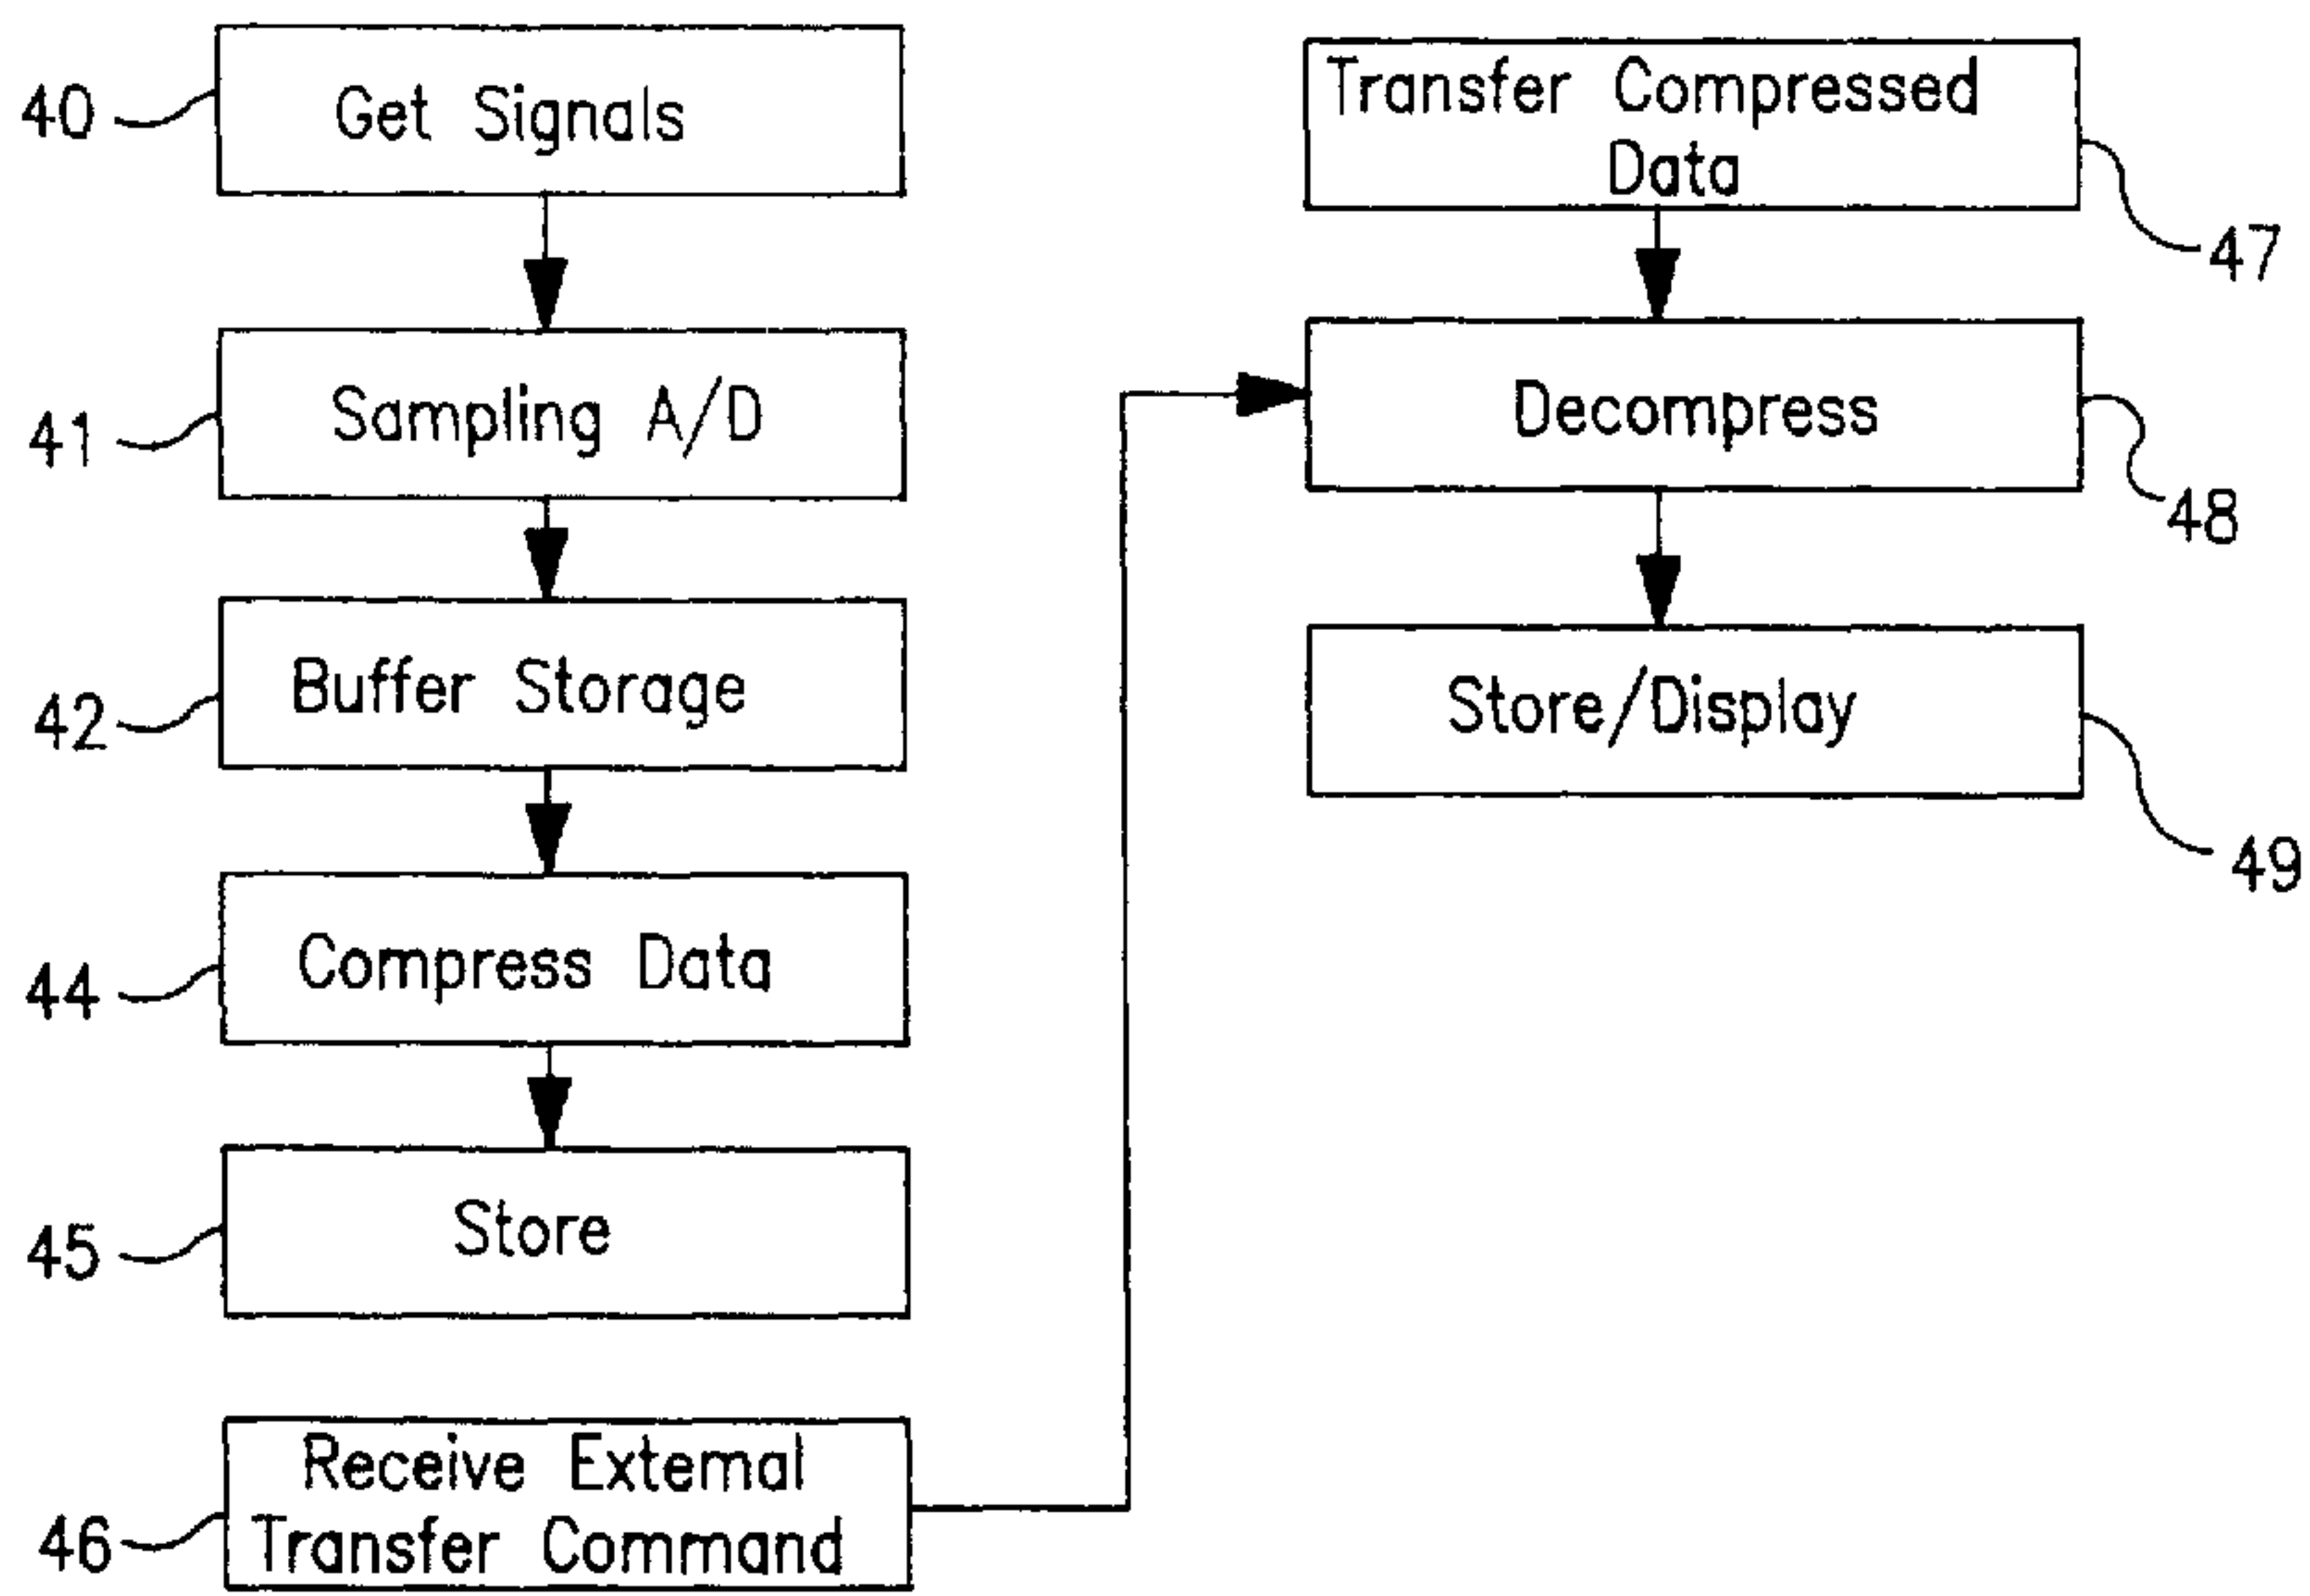 40
Get Signals
41
Sampling A/D
42
Buffer Storage
44
Compress Data
45
Store
46
Receive External
Transfer Command
Transfer Compressed
Data
47
Decompress
48
Store/Display
49